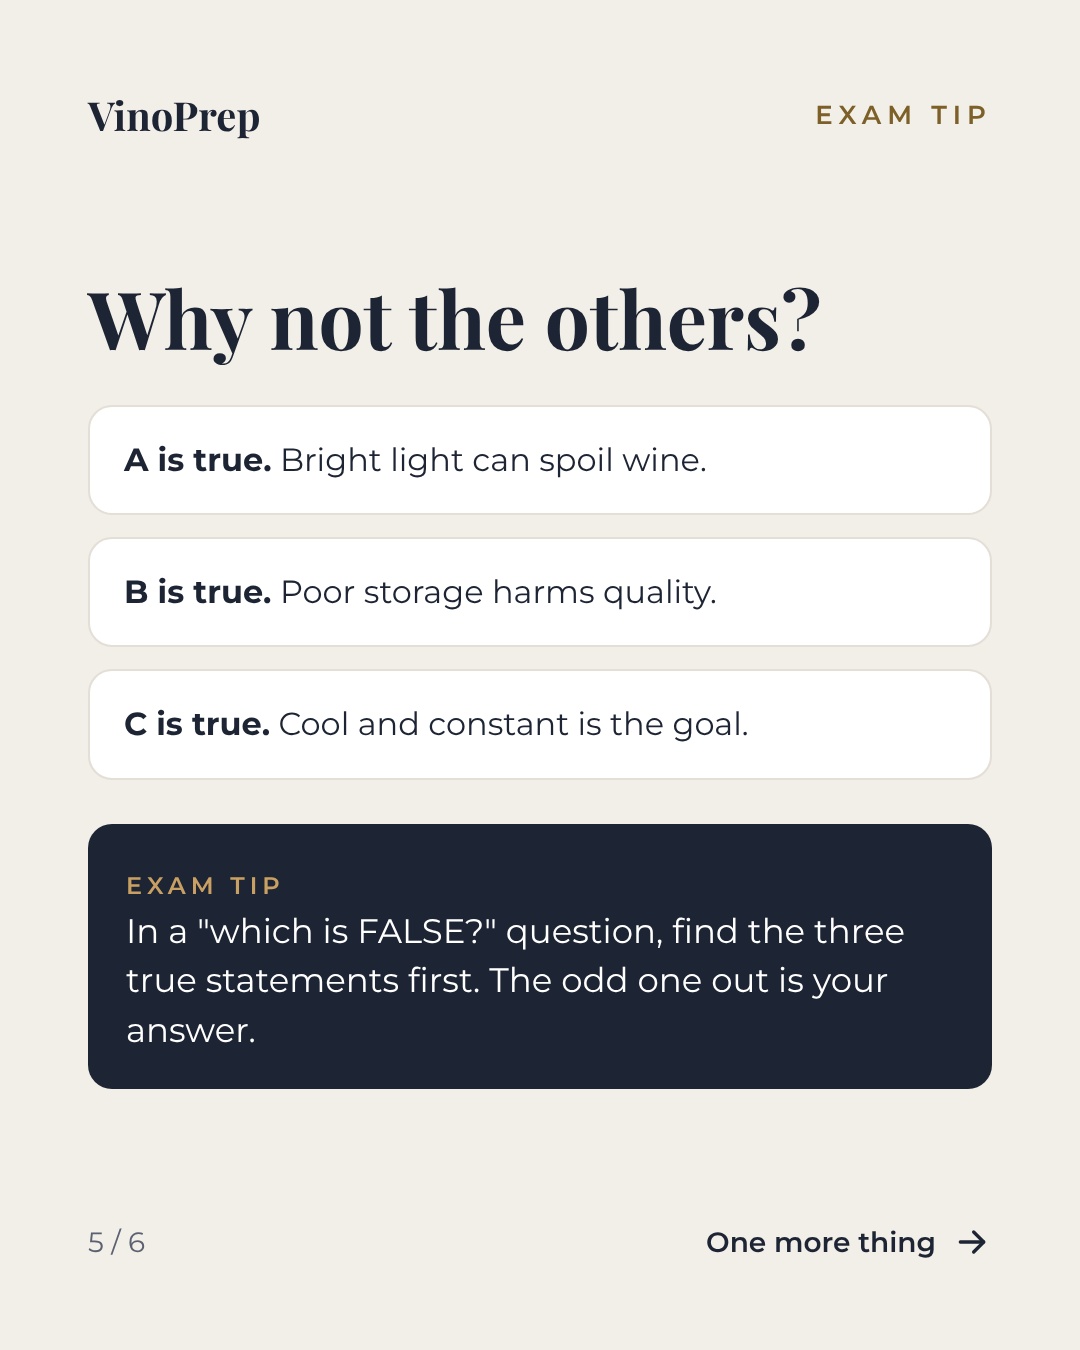 VinoPrep
EXAM TIP
Why not the others?
A is true. Bright light can spoil wine.
B is true. Poor storage harms quality.
C is true. Cool and constant is the goal.
EXAM TIP
In a "which is FALSE?" question, find the three
true statements first. The odd one out is your
answer.
5 / 6
One more thing →